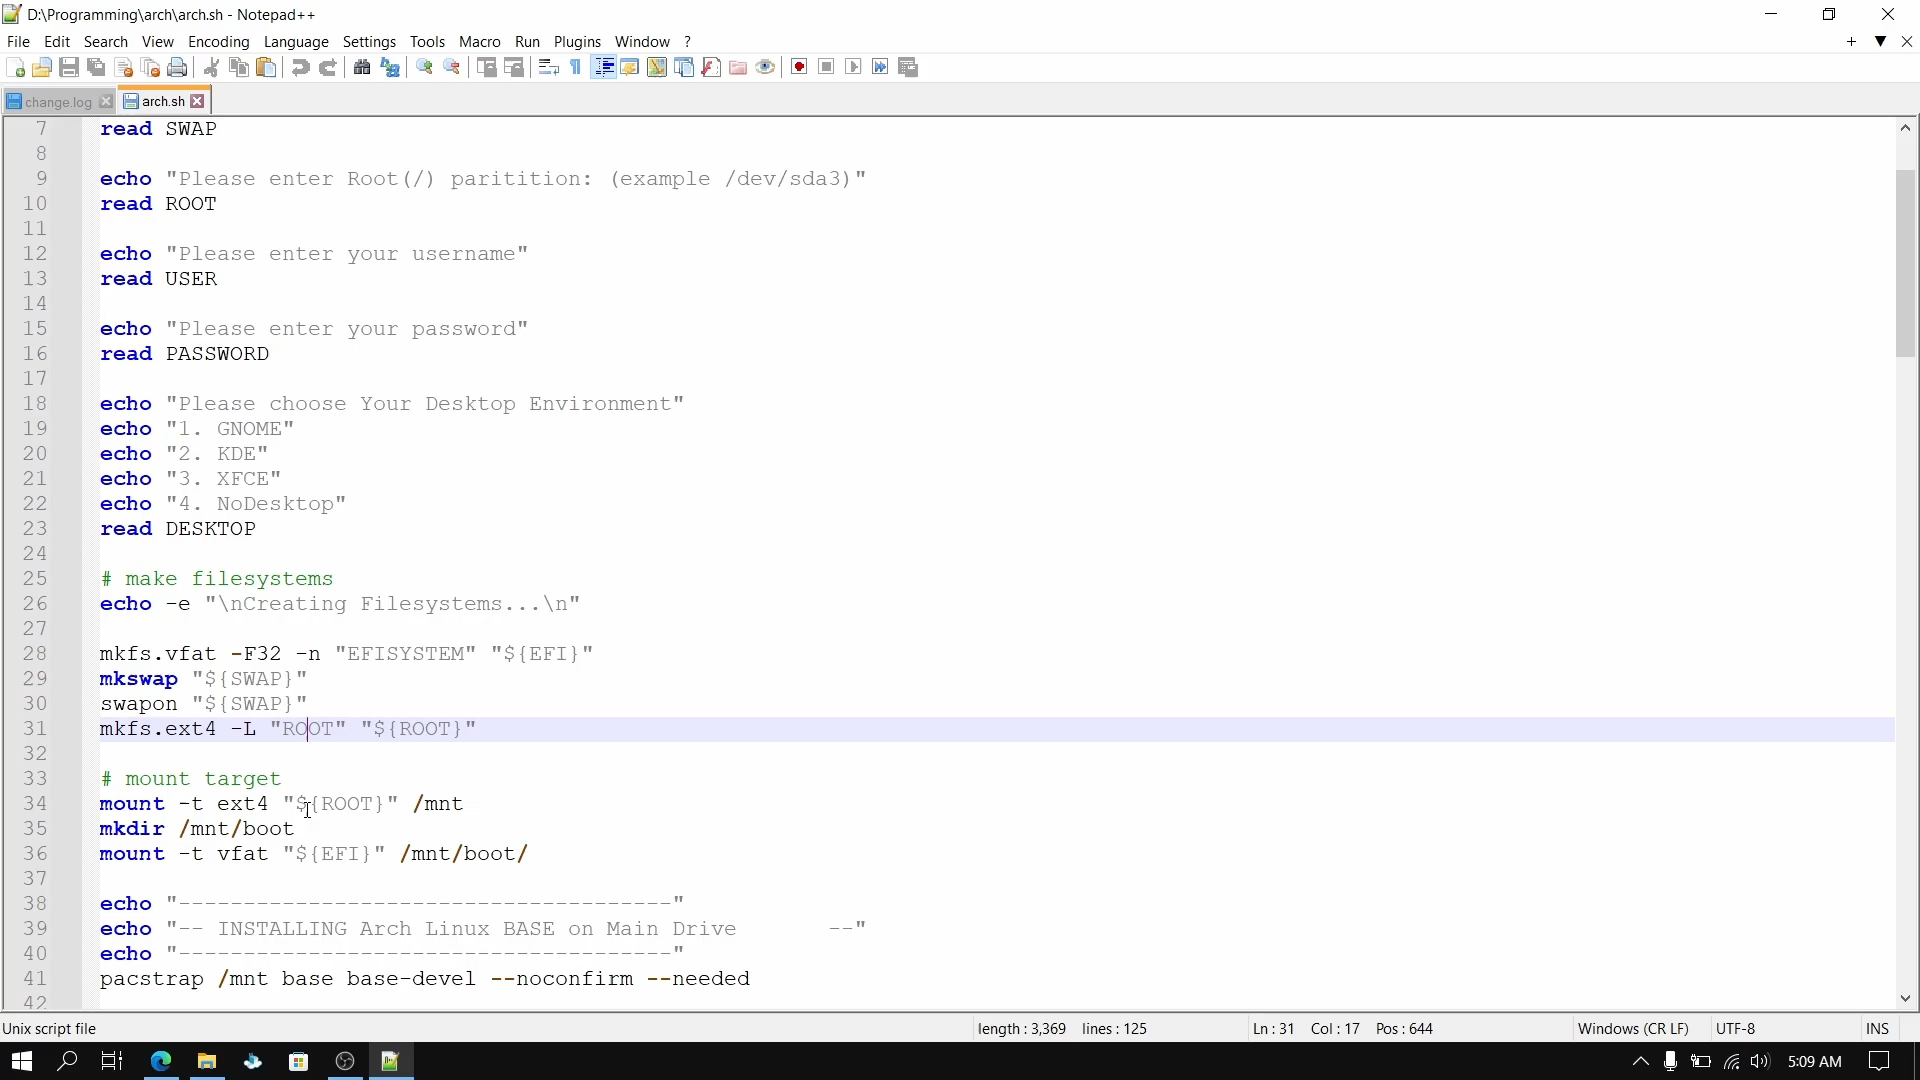 D:\Programming\arch\arch.sh - Notepad++
File Edit Search View Encoding Language Settings Tools Macro Run Plugins Window ?
change.log arch.sh
7 read SWAP
8
9 echo "Please enter Root(/) paritition: (example /dev/sda3)"
10 read ROOT
11
12 echo "Please enter your username"
13 read USER
14
15 echo "Please enter your password"
16 read PASSWORD
17
18 echo "Please choose Your Desktop Environment"
19 echo "1. GNOME"
20 echo "2. KDE"
21 echo "3. XFCE"
22 echo "4. NoDesktop"
23 read DESKTOP
24
25 # make filesystems
26 echo -e "\nCreating Filesystems...\n"
27
28 mkfs.vfat -F32 -n "EFISYSTEM" "${EFI}"
29 mkswap "${SWAP}"
30 swapon "${SWAP}"
31 mkfs.ext4 -L "ROOT" "${ROOT}"
32
33 # mount target
34 mount -t ext4 "${ROOT}" /mnt
35 mkdir /mnt/boot
36 mount -t vfat "${EFI}" /mnt/boot/
37
38 echo "--------------------------------------"
39 echo "-- INSTALLING Arch Linux BASE on Main Drive       --"
40 echo "--------------------------------------"
41 pacstrap /mnt base base-devel --noconfirm --needed
42
Unix script file length : 3,369 lines : 125 Ln : 31 Col : 17 Pos : 644 Windows (CR LF) UTF-8 INS
5:09 AM